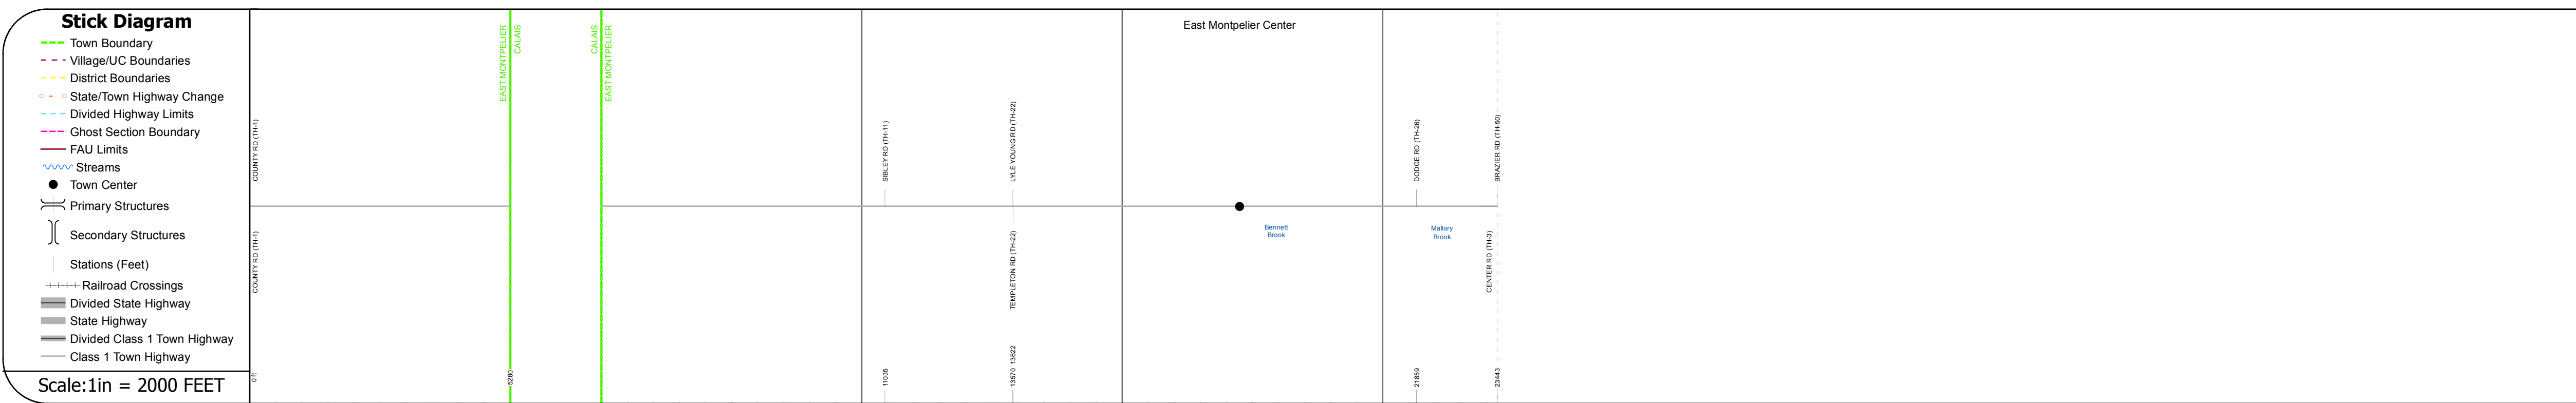 Stick Diagram
Town Boundary
Village/UC Boundaries
District Boundaries
State/Town Highway Change
Divided Highway Limits
Ghost Section Boundary
FAU Limits
Streams
Town Center
Primary Structures
Secondary Structures
Stations (Feet)
Railroad Crossings
Divided State Highway
State Highway
Divided Class 1 Town Highway
Class 1 Town Highway
Scale:1in = 2000 FEET
COUNTY RD (TH-1)
COUNTY RD (TH-1)
0 ft
EAST MONTPELIER
CALAIS
5280
CALAIS
EAST MONTPELIER
SIBLEY RD (TH-11)
11035
LYLE YOUNG RD (TH-22)
TEMPLETON RD (TH-22)
13570 13622
East Montpelier Center
Bennett
Brook
DODGE RD (TH-26)
21859
Mallory
Brook
BRAZIER RD (TH-50)
CENTER RD (TH-3)
23443